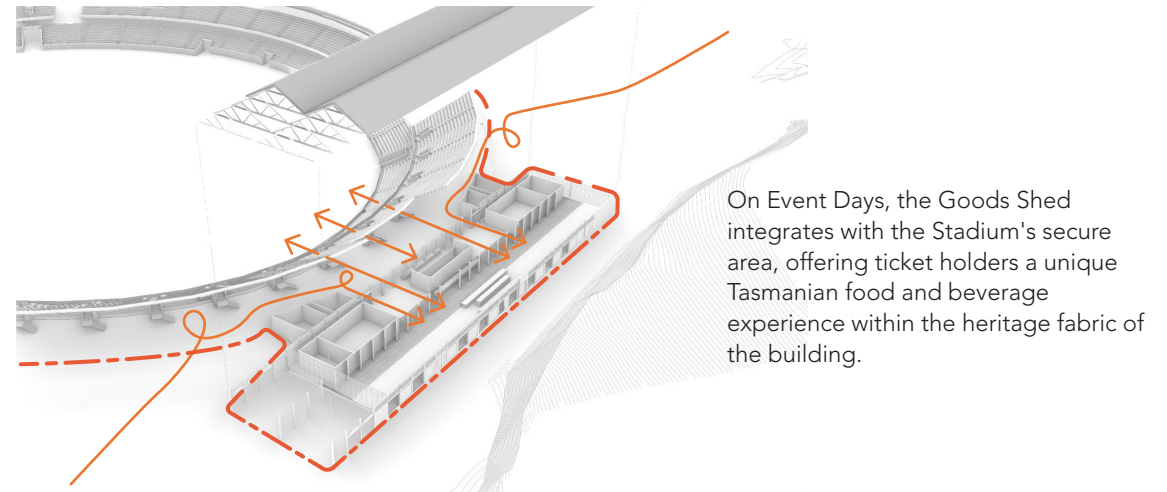 On Event Days, the Goods Shed
integrates with the Stadium's secure
area, offering ticket holders a unique
Tasmanian food and beverage
experience within the heritage fabric of
the building.